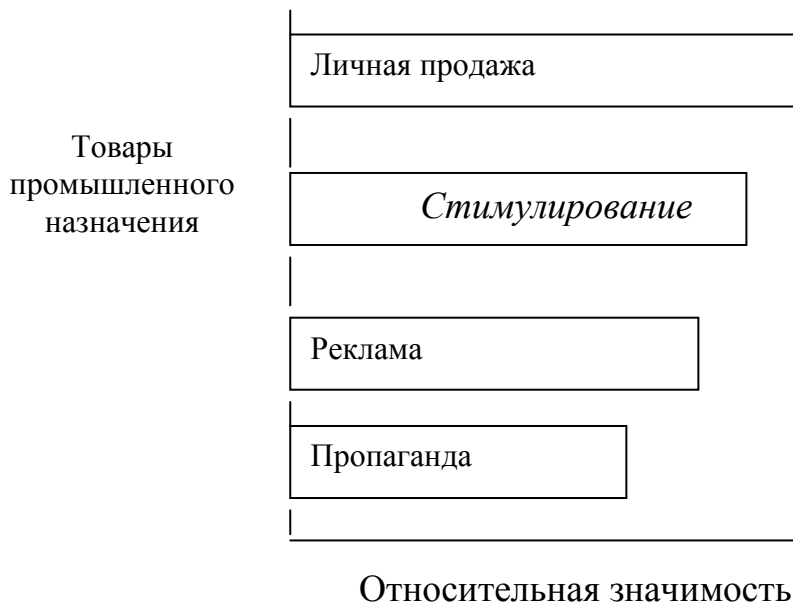 Личная продажа
Товары
промышленного
назначения
Стимулирование
Реклама
Пропаганда
Относительная значимость